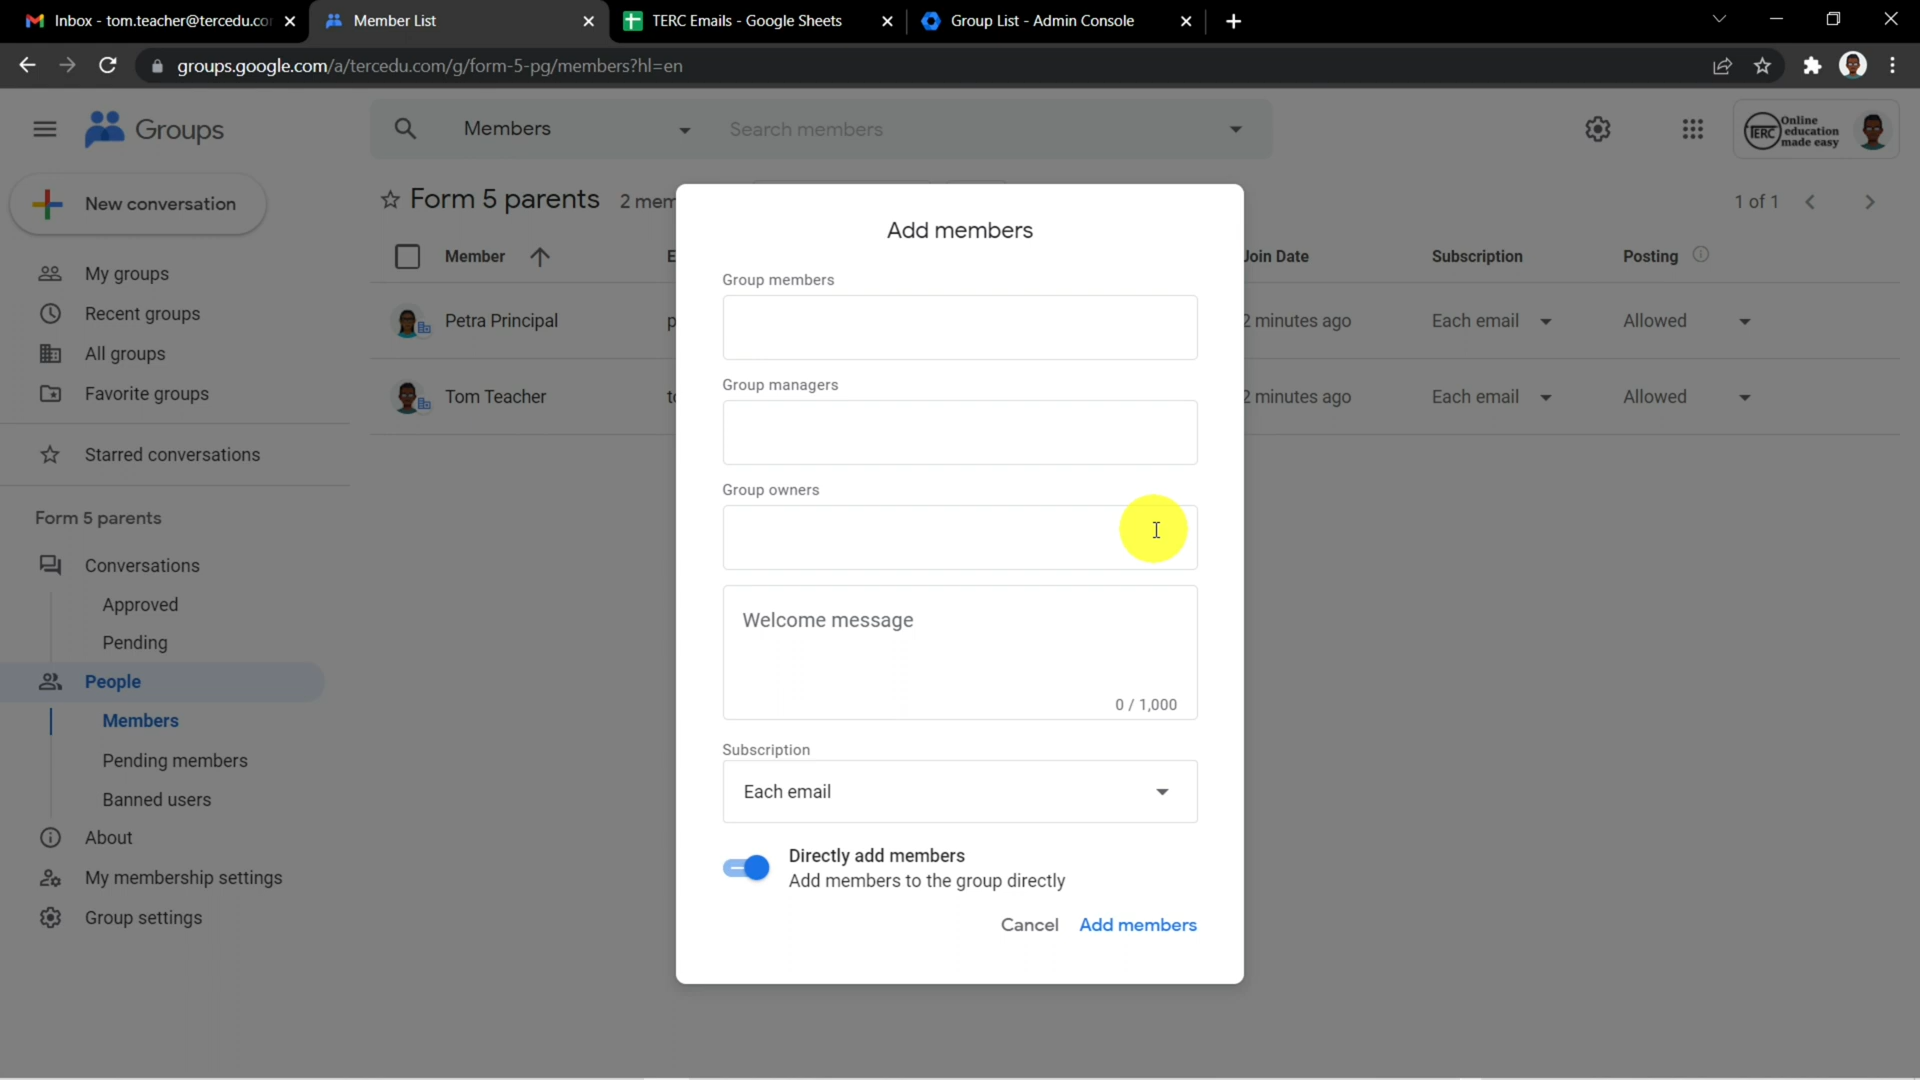 Inbox - tom.teacher@tercedu.co
Member List
TERC Emails - Google Sheets
Group List - Admin Console
groups.google.com/a/tercedu.com/g/form-5-pg/members?hl=en
Groups
Members
Search members
TERC
Online
education
made easy
New conversation
Form 5 parents
2 mem
1 of 1
Member
E
Join Date
Subscription
Posting
My groups
Recent groups
All groups
Favorite groups
Starred conversations
Petra Principal
p
2 minutes ago
Each email
Allowed
Tom Teacher
to
2 minutes ago
Each email
Allowed
Form 5 parents
Conversations
Approved
Pending
People
Members
Pending members
Banned users
About
My membership settings
Group settings
Add members
Group members
Group managers
Group owners
Welcome message
0 / 1,000
Subscription
Each email
Directly add members
Add members to the group directly
Cancel
Add members